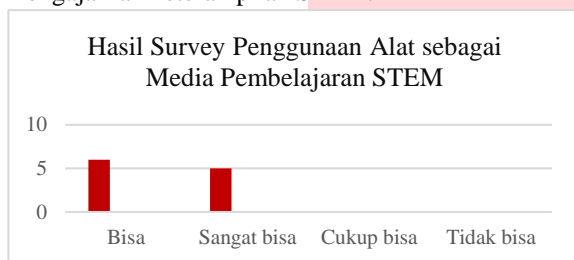 Hasil Survey Penggunaan Alat sebagai
Media Pembelajaran STEM
10
5
0
Bisa Sangat bisa Cukup bisa Tidak bisa